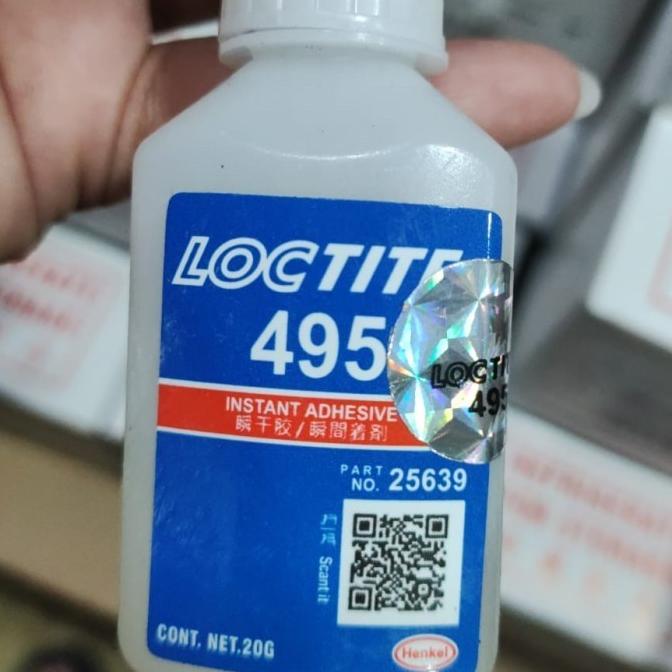 LOCTITE
495
INSTANT ADHESIVE
瞬干胶/瞬間着剤
PART
NO. 25639
Scan it
CONT. NET.20G
Henkel
LOCTIT
495